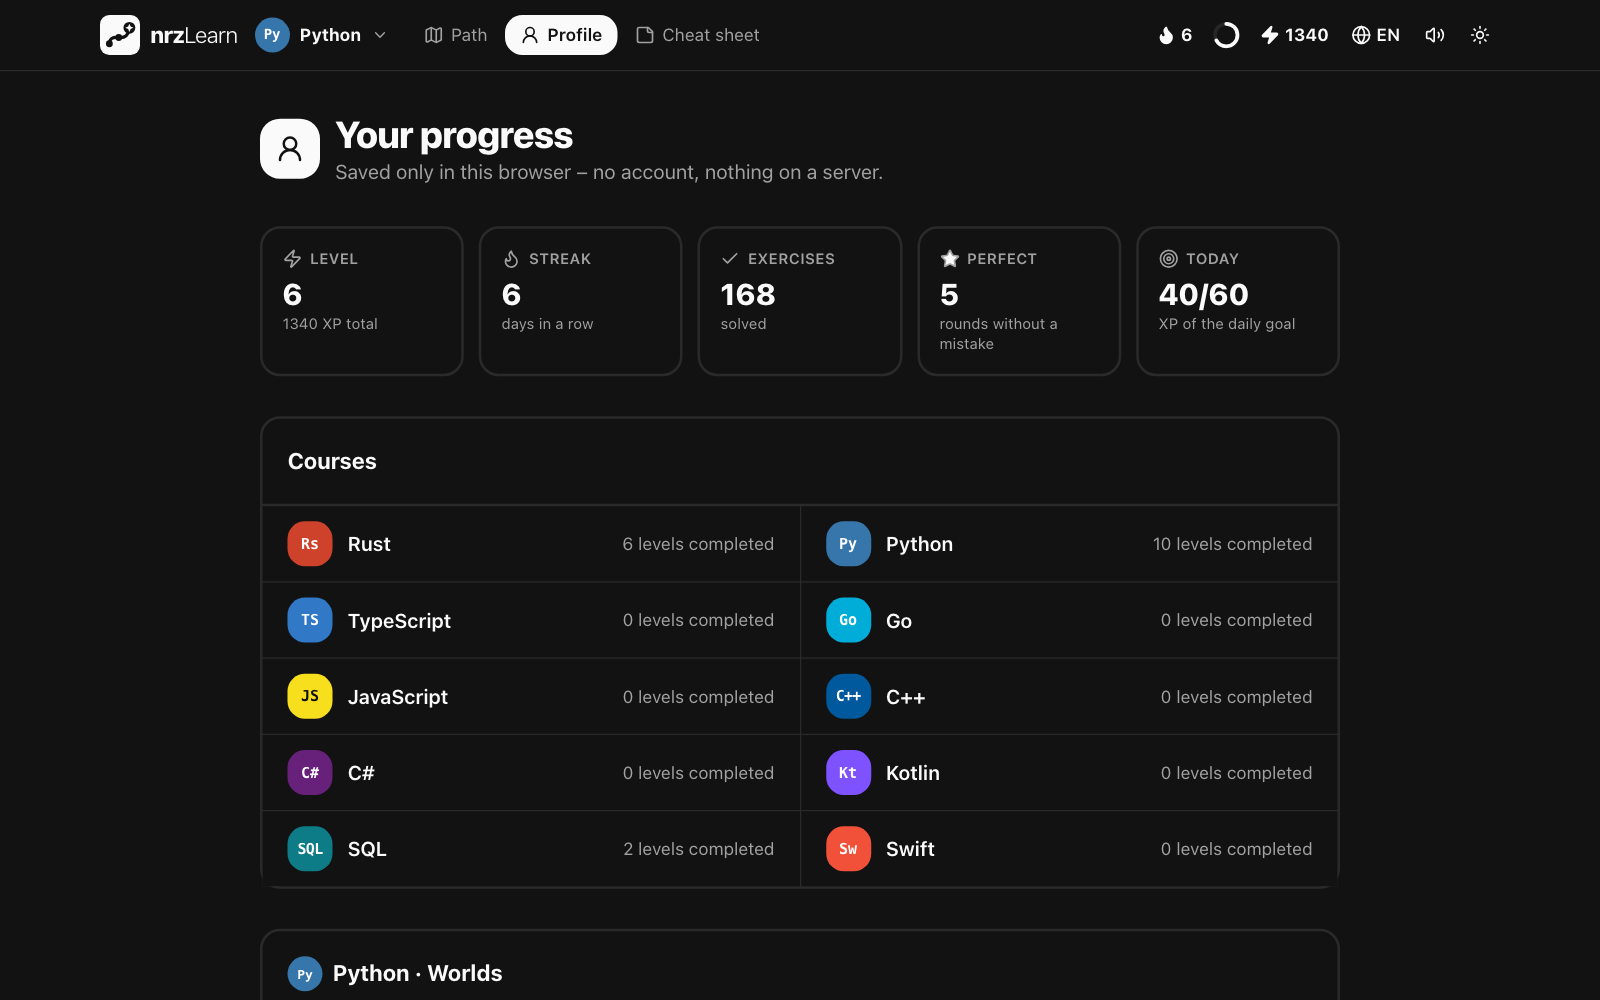 nrzLearn Py Python Path Profile Cheat sheet 6 1340 EN
Your progress
Saved only in this browser – no account, nothing on a server.
LEVEL
6
1340 XP total
STREAK
6
days in a row
EXERCISES
168
solved
PERFECT
5
rounds without a
mistake
TODAY
40/60
XP of the daily goal
Courses
Rs Rust 6 levels completed
Py Python 10 levels completed
TS TypeScript 0 levels completed
Go Go 0 levels completed
JS JavaScript 0 levels completed
C++ C++ 0 levels completed
C# C# 0 levels completed
Kt Kotlin 0 levels completed
SQL SQL 2 levels completed
Sw Swift 0 levels completed
Py Python · Worlds